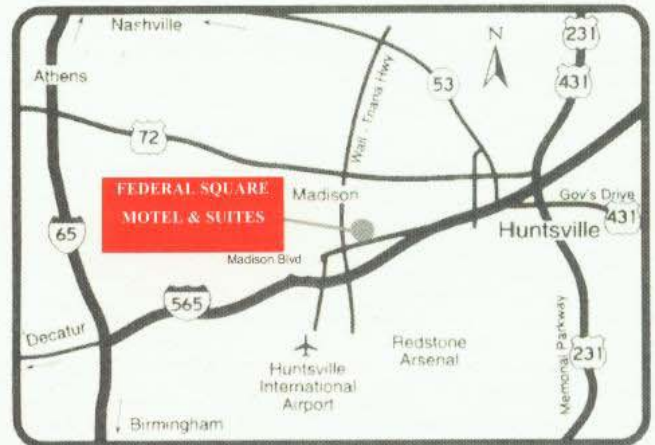 Nashville
N
231
431
Athens
53
Wall - Triana Hwy
72
FEDERAL SQUARE
MOTEL & SUITES
Madison
Gov's Drive
431
Huntsville
65
Madison Blvd
565
Decatur
Redstone
Arsenal
Huntsville
International
Airport
Memorial Parkway
231
Birmingham